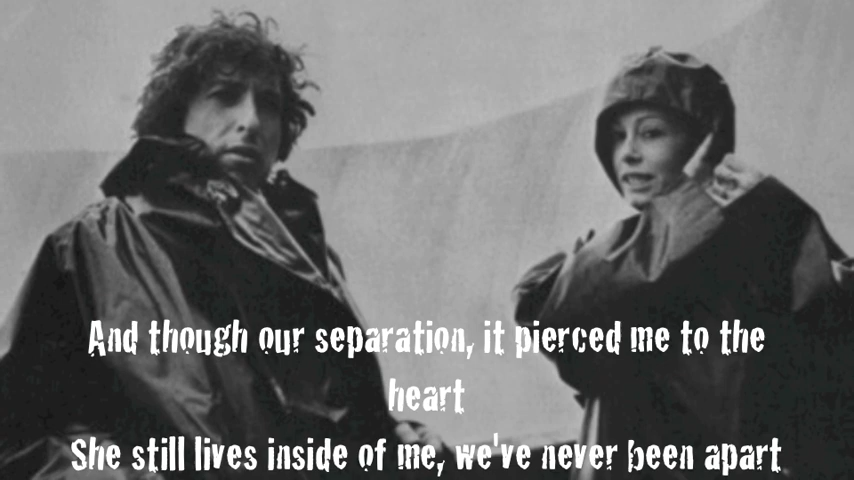 And though our separation, it pierced me to the
heart
She still lives inside of me, we've never been apart